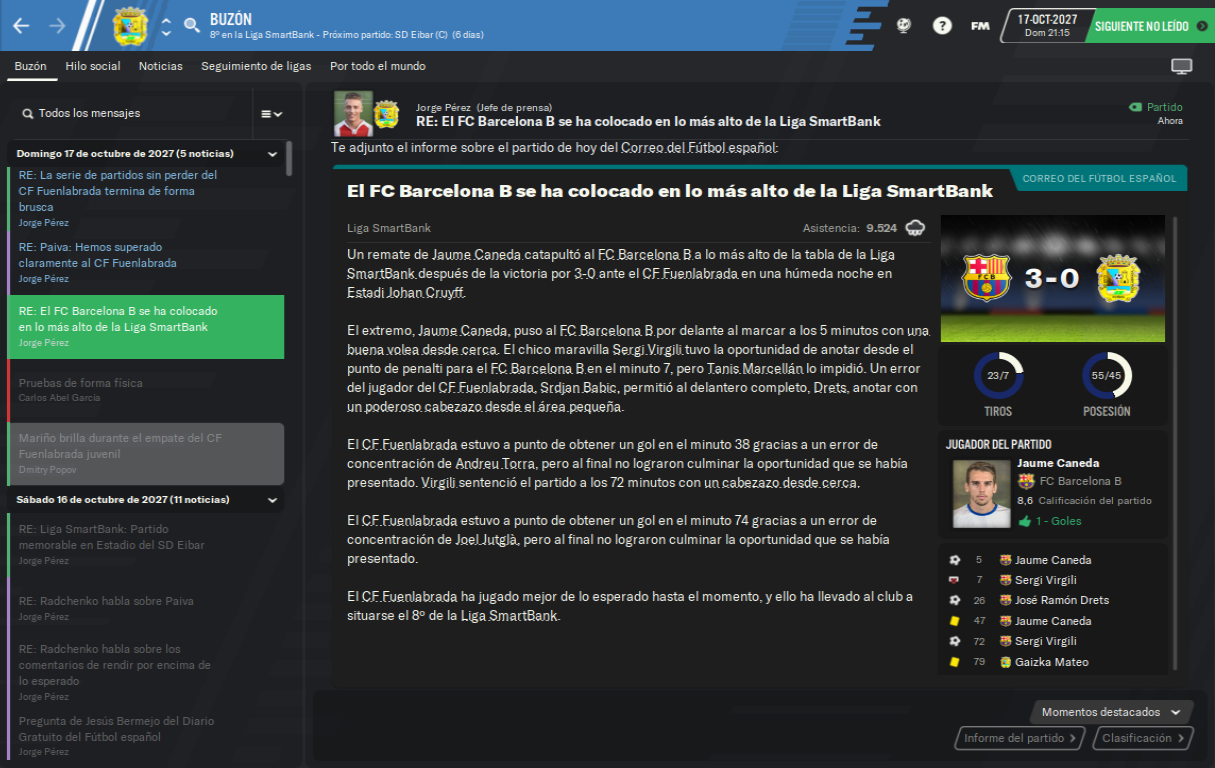 BUZÓN
8º en la Liga SmartBank - Próximo partido: SD Eibar (C) (6 días)
FM
17-OCT-2027
Dom 21:15
SIGUIENTE NO LEÍDO
Buzón
Hilo social
Noticias
Seguimiento de ligas
Por todo el mundo
Todos los mensajes
Domingo 17 de octubre de 2027 (5 noticias)
RE: La serie de partidos sin perder del
CF Fuenlabrada termina de forma
brusca
Jorge Pérez
RE: Paiva: Hemos superado
claramente al CF Fuenlabrada
Jorge Pérez
RE: El FC Barcelona B se ha colocado
en lo más alto de la Liga SmartBank
Jorge Pérez
Pruebas de forma física
Carlos Abel García
Mariño brilla durante el empate del CF
Fuenlabrada juvenil
Dmitry Popov
Sábado 16 de octubre de 2027 (11 noticias)
RE: Liga SmartBank: Partido
memorable en Estadio del SD Eibar
Jorge Pérez
RE: Radchenko habla sobre Paiva
Jorge Pérez
RE: Radchenko habla sobre los
comentarios de rendir por encima de
lo esperado
Jorge Pérez
Pregunta de Jesús Bermejo del Diario
Gratuito del Fútbol español
Jorge Pérez
Jorge Pérez (Jefe de prensa)
RE: El FC Barcelona B se ha colocado en lo más alto de la Liga SmartBank
Partido
Ahora
Te adjunto el informe sobre el partido de hoy del Correo del Fútbol español:
El FC Barcelona B se ha colocado en lo más alto de la Liga SmartBank
CORREO DEL FÚTBOL ESPAÑOL
Liga SmartBank
Asistencia: 9.524
Un remate de Jaume Caneda catapultó al FC Barcelona B a lo más alto de la tabla de la Liga
SmartBank después de la victoria por 3-0 ante el CF Fuenlabrada en una húmeda noche en
Estadi Johan Cruyff.
El extremo, Jaume Caneda, puso al FC Barcelona B por delante al marcar a los 5 minutos con una
buena volea desde cerca. El chico maravilla Sergi Virgili tuvo la oportunidad de anotar desde el
punto de penalti para el FC Barcelona B en el minuto 7, pero Tanis Marcellán lo impidió. Un error
del jugador del CF Fuenlabrada, Srdjan Babic, permitió al delantero completo, Drets, anotar con
un poderoso cabezazo desde el área pequeña.
El CF Fuenlabrada estuvo a punto de obtener un gol en el minuto 38 gracias a un error de
concentración de Andreu Torra, pero al final no lograron culminar la oportunidad que se había
presentado. Virgili sentenció el partido a los 72 minutos con un cabezazo desde cerca.
El CF Fuenlabrada estuvo a punto de obtener un gol en el minuto 74 gracias a un error de
concentración de Joel Jutglà, pero al final no lograron culminar la oportunidad que se había
presentado.
El CF Fuenlabrada ha jugado mejor de lo esperado hasta el momento, y ello ha llevado al club a
situarse el 8º de la Liga SmartBank.
FCB
3-0
23/7
TIROS
55/45
POSESIÓN
JUGADOR DEL PARTIDO
Jaume Caneda
FC Barcelona B
8,6 Calificación del partido
1 - Goles
5 Jaume Caneda
7 Sergi Virgili
26 José Ramón Drets
47 Jaume Caneda
72 Sergi Virgili
79 Gaizka Mateo
Momentos destacados
Informe del partido
Clasificación